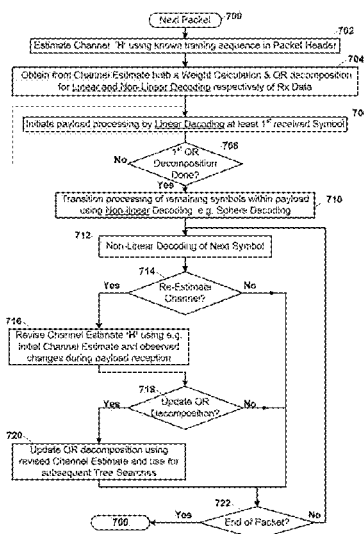 Next Packet
700
702
Estimate Channel 'H' using known training sequence in Packet Header
704
Obtain from Channel Estimate both a Weight Calculation & QR decomposition
for Linear and Non-Linear Decoding respectively of Rx Data
70
Initiate payload processing by Linear Decoding at least 1st received Symbol
708
No
1st QR
Decomposition
Done?
Yes
710
Transition processing of remaining symbols within payload
using Non-linear Decoding e.g. Sphere Decoding
712
Non-Linear Decoding of Next Symbol
714
Yes
Re-Estimate
Channel?
No
716
Revise Channel Estimate 'H' using e.g.
Initial Channel Estimate and observed
changes during payload reception
718
Yes
Update QR
Decomposition?
No
720
Update QR decomposition using
revised Channel Estimate and use for
subsequent Tree Searches
722
700
Yes
End of Packet?
No